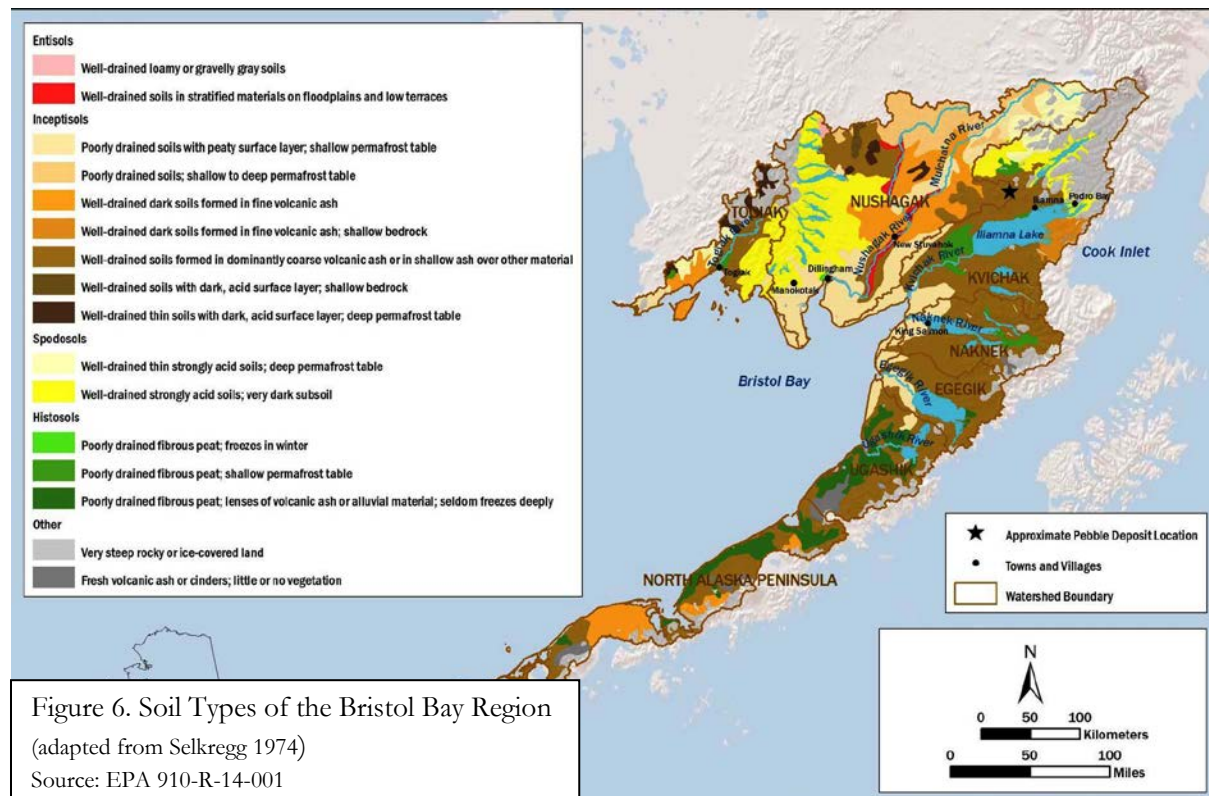 Entisols
Well-drained loamy or gravelly gray soils
Well-drained soils in stratified materials on floodplains and low terraces
Inceptisols
Poorly drained soils with peaty surface layer; shallow permafrost table
Poorly drained soils; shallow to deep permafrost table
Well-drained dark soils formed in fine volcanic ash
Well-drained dark soils formed in fine volcanic ash; shallow bedrock
Well-drained soils formed in dominantly coarse volcanic ash or in shallow ash over other material
Well-drained soils with dark, acid surface layer; shallow bedrock
Well-drained thin soils with dark, acid surface layer; deep permafrost table
Spodosols
Well-drained thin strongly acid soils; deep permafrost table
Well-drained strongly acid soils; very dark subsoil
Histosols
Poorly drained fibrous peat; freezes in winter
Poorly drained fibrous peat; shallow permafrost table
Poorly drained fibrous peat; lenses of volcanic ash or alluvial material; seldom freezes deeply
Other
Very steep rocky or ice-covered land
Fresh volcanic ash or cinders; little or no vegetation
Mulchatna River
NUSHAGAK
TOGIAK
Togiak River
Togiak
Iliamna
Pedro Bay
Iliamna Lake
Cook Inlet
Nushagak River
New Stuyahok
Dillingham
Manokotak
Kvichak River
KVICHAK
Naknek River
King Salmon
NAKNEK
Bristol Bay
Egegik River
EGEGIK
Ugashik River
UGASHIK
NORTH ALASKA PENINSULA
Approximate Pebble Deposit Location
Towns and Villages
Watershed Boundary
N
0 50 100
Kilometers
0 50 100
Miles
Figure 6. Soil Types of the Bristol Bay Region
(adapted from Selkregg 1974)
Source: EPA 910-R-14-001